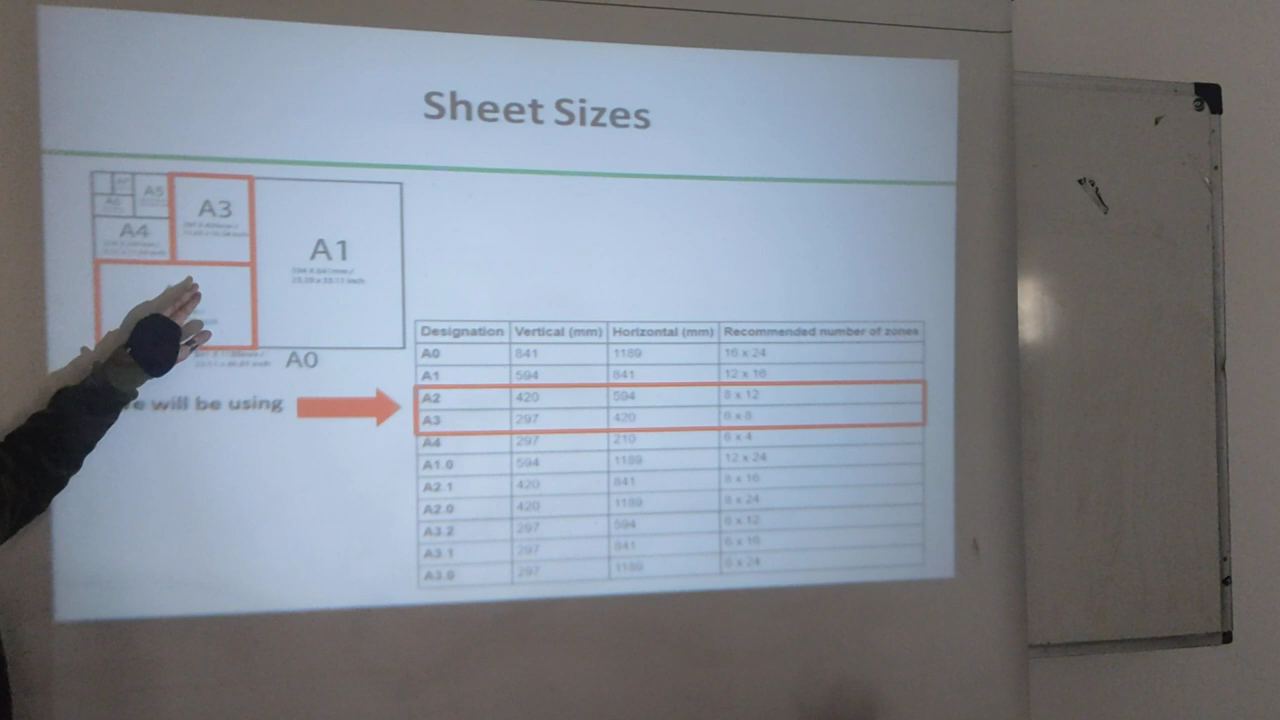 Sheet Sizes
A5
A3
A4
A1
A0
e will be using
Designation Vertical (mm) Horizontal (mm) Recommended number of zones
A0 841 1189 16 x 24
A1 594 841 12 x 16
A2 420 594 8 x 12
A3 297 420 6 x 8
A4 297 210 6 x 4
A1.0 594 1189 12 x 24
A2.1 420 841 8 x 16
A2.0 420 1189 8 x 24
A3.2 297 594 6 x 12
A3.1 297 841 6 x 16
A3.0 297 1189 6 x 24